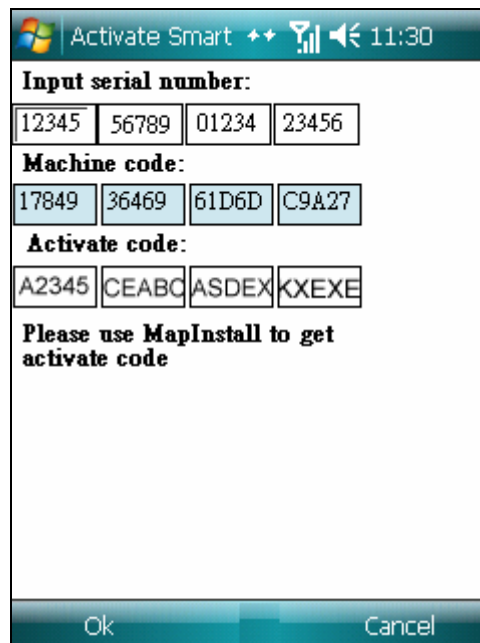 Activate Smart 11:30
Input serial number:
12345 56789 01234 23456
Machine code:
17849 36469 61D6D C9A27
Activate code:
A2345 CEABC ASDEX KXEXE
Please use MapInstall to get
activate code
Ok Cancel